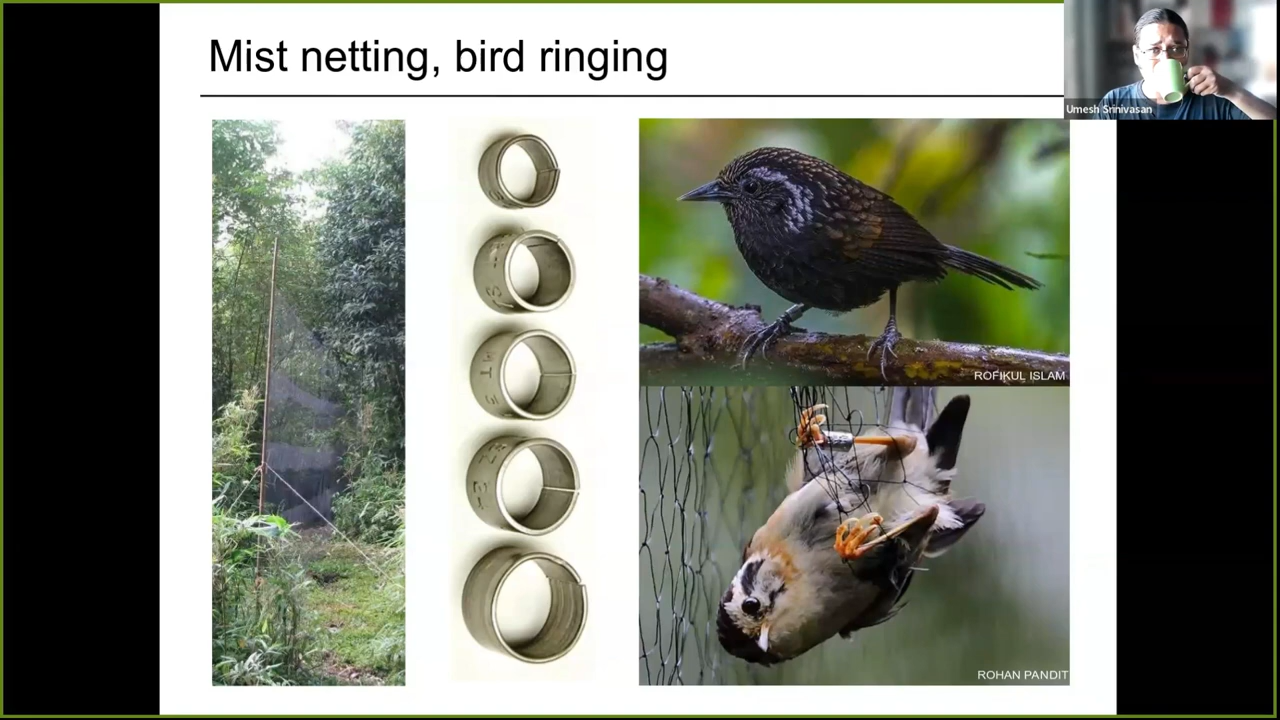 Mist netting, bird ringing
Umesh Srinivasan
ROFIKUL ISLAM
ROHAN PANDIT